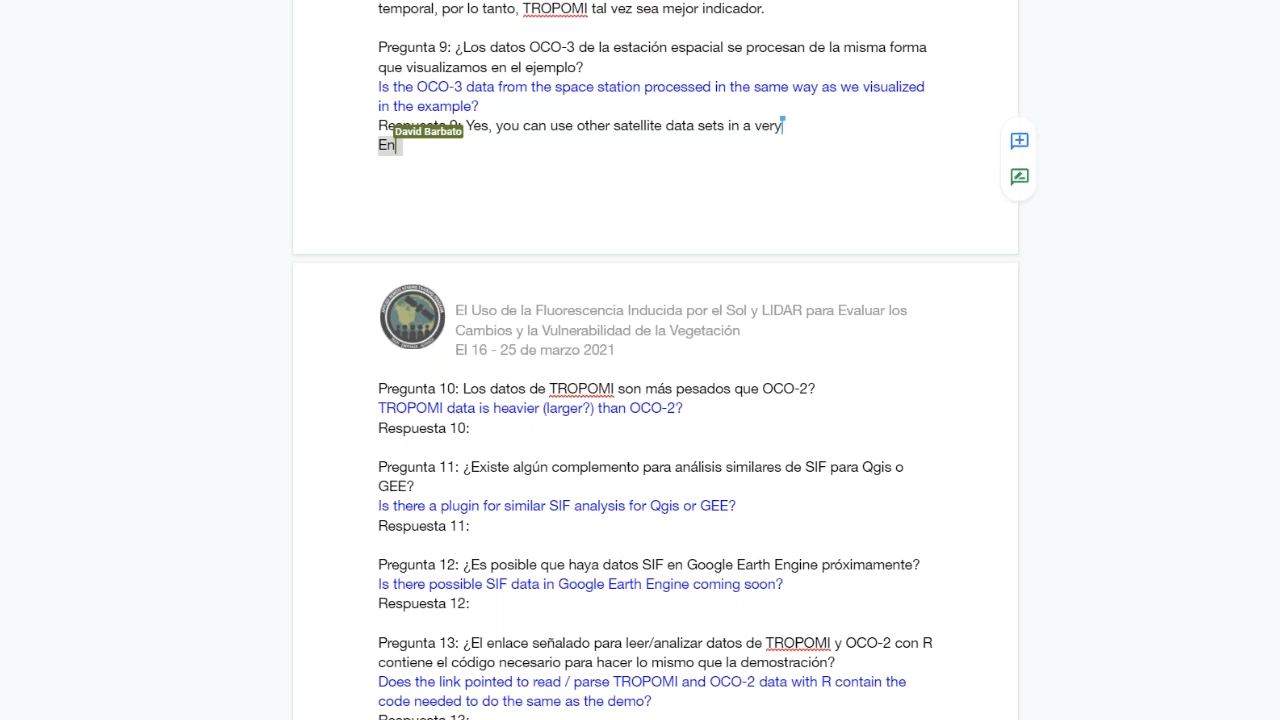 temporal, por lo tanto, TROPOMI tal vez sea mejor indicador.
Pregunta 9: ¿Los datos OCO-3 de la estación espacial se procesan de la misma forma
que visualizamos en el ejemplo?
Is the OCO-3 data from the space station processed in the same way as we visualized
in the example?
Respuesta 9: Yes, you can use other satellite data sets in a very
David Barbato
En
El Uso de la Fluorescencia Inducida por el Sol y LIDAR para Evaluar los
Cambios y la Vulnerabilidad de la Vegetación
El 16 - 25 de marzo 2021
Pregunta 10: Los datos de TROPOMI son más pesados que OCO-2?
TROPOMI data is heavier (larger?) than OCO-2?
Respuesta 10:
Pregunta 11: ¿Existe algún complemento para análisis similares de SIF para Qgis o
GEE?
Is there a plugin for similar SIF analysis for Qgis or GEE?
Respuesta 11:
Pregunta 12: ¿Es posible que haya datos SIF en Google Earth Engine próximamente?
Is there possible SIF data in Google Earth Engine coming soon?
Respuesta 12:
Pregunta 13: ¿El enlace señalado para leer/analizar datos de TROPOMI y OCO-2 con R
contiene el código necesario para hacer lo mismo que la demostración?
Does the link pointed to read / parse TROPOMI and OCO-2 data with R contain the
code needed to do the same as the demo?
Respuesta 13: